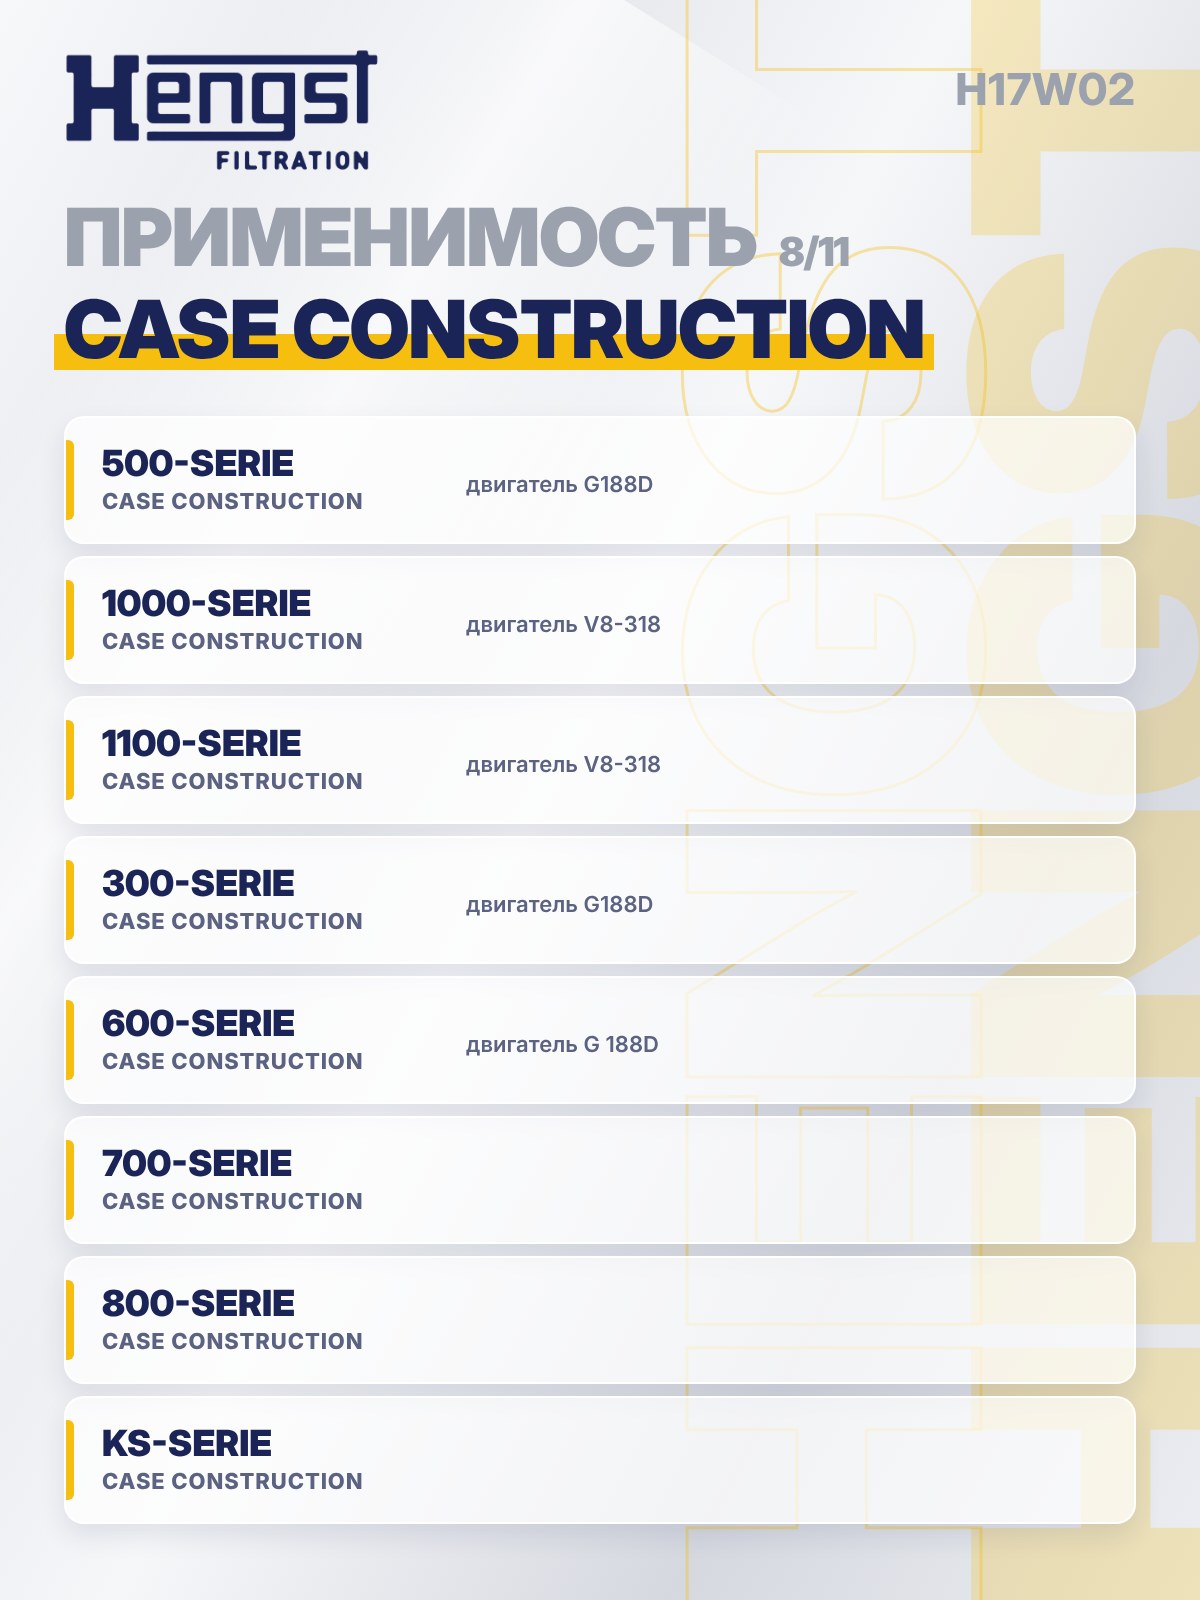 Hengst
FILTRATION
H17W02
ПРИМЕНИМОСТЬ 8/11
CASE CONSTRUCTION
500-SERIE
CASE CONSTRUCTION
двигатель G188D
1000-SERIE
CASE CONSTRUCTION
двигатель V8-318
1100-SERIE
CASE CONSTRUCTION
двигатель V8-318
300-SERIE
CASE CONSTRUCTION
двигатель G188D
600-SERIE
CASE CONSTRUCTION
двигатель G 188D
700-SERIE
CASE CONSTRUCTION
800-SERIE
CASE CONSTRUCTION
KS-SERIE
CASE CONSTRUCTION
HENGST
HENGST